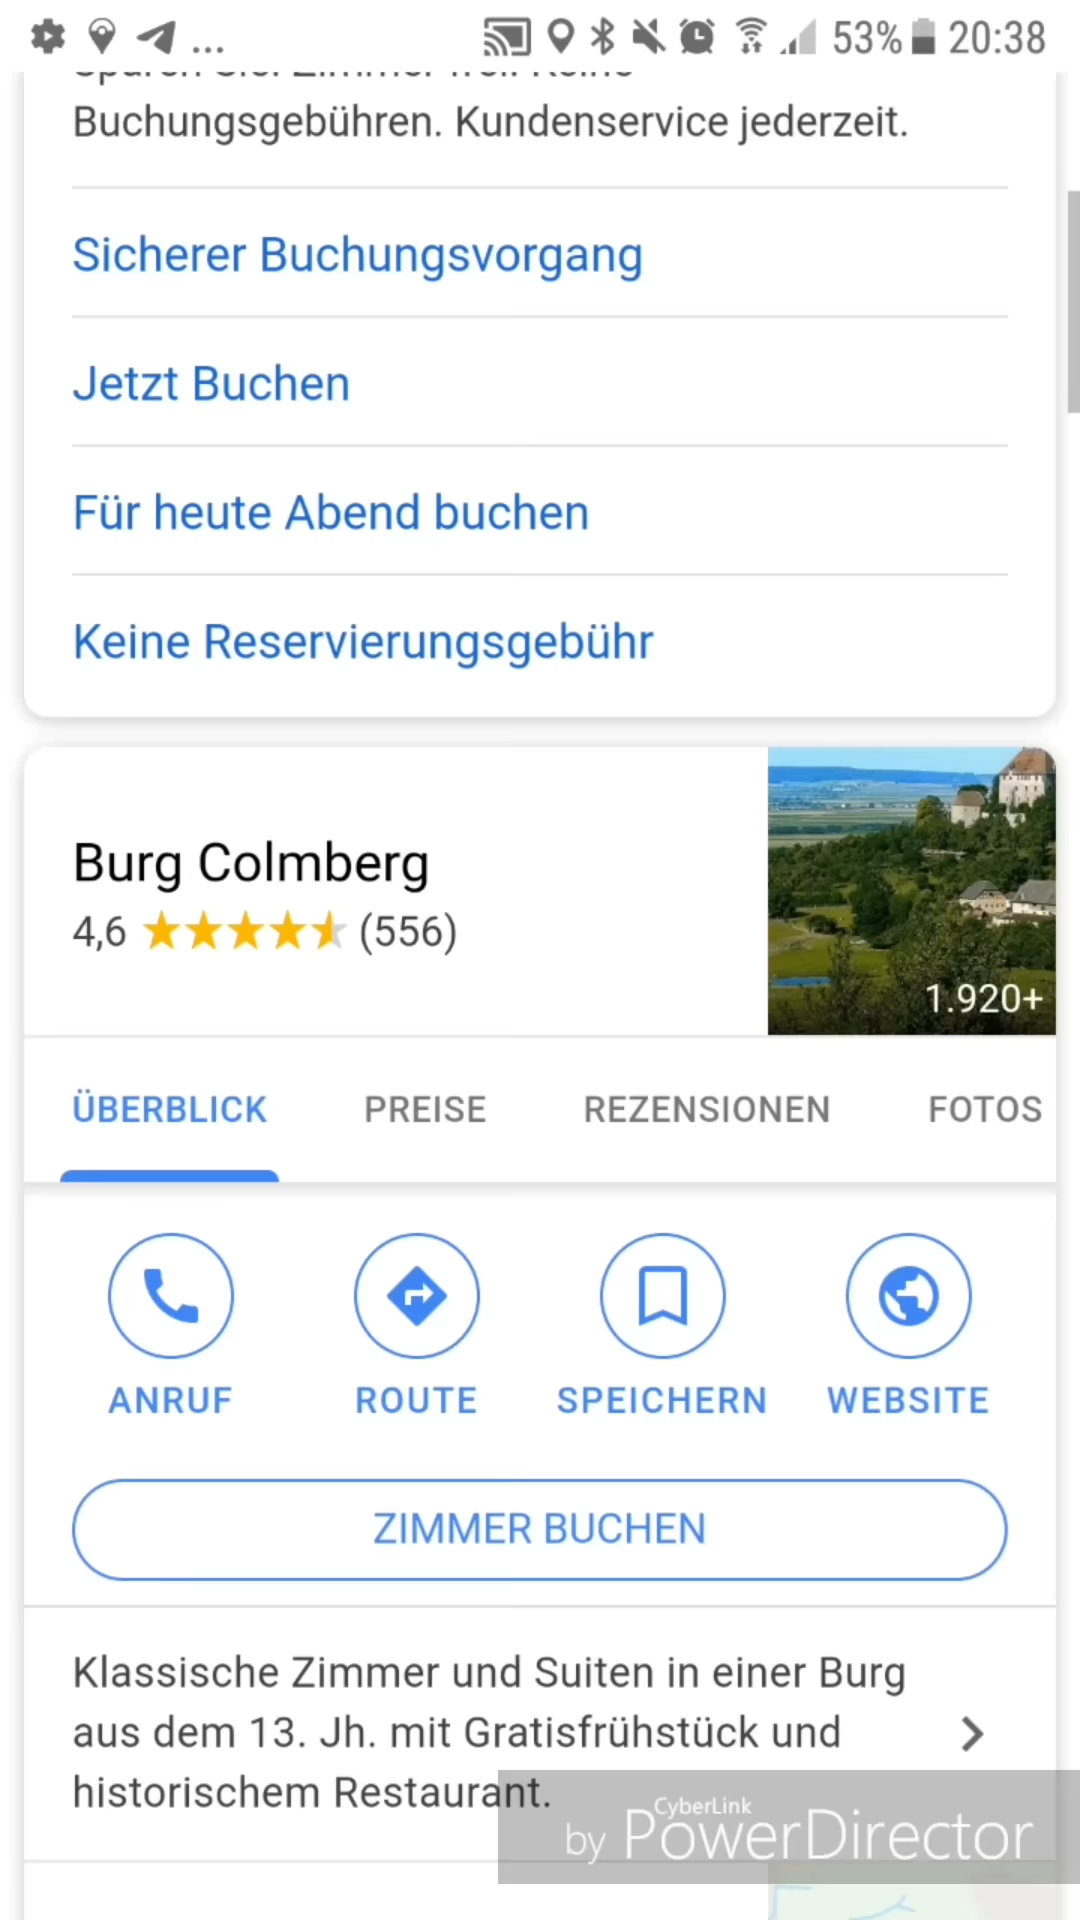 53% 20:38
Buchungsgebühren. Kundenservice jederzeit.
Sicherer Buchungsvorgang
Jetzt Buchen
Für heute Abend buchen
Keine Reservierungsgebühr
Burg Colmberg
4,6 (556)
1.920+
ÜBERBLICK PREISE REZENSIONEN FOTOS
ANRUF ROUTE SPEICHERN WEBSITE
ZIMMER BUCHEN
Klassische Zimmer und Suiten in einer Burg
aus dem 13. Jh. mit Gratisfrühstück und
historischem Restaurant.
CyberLink
by PowerDirector